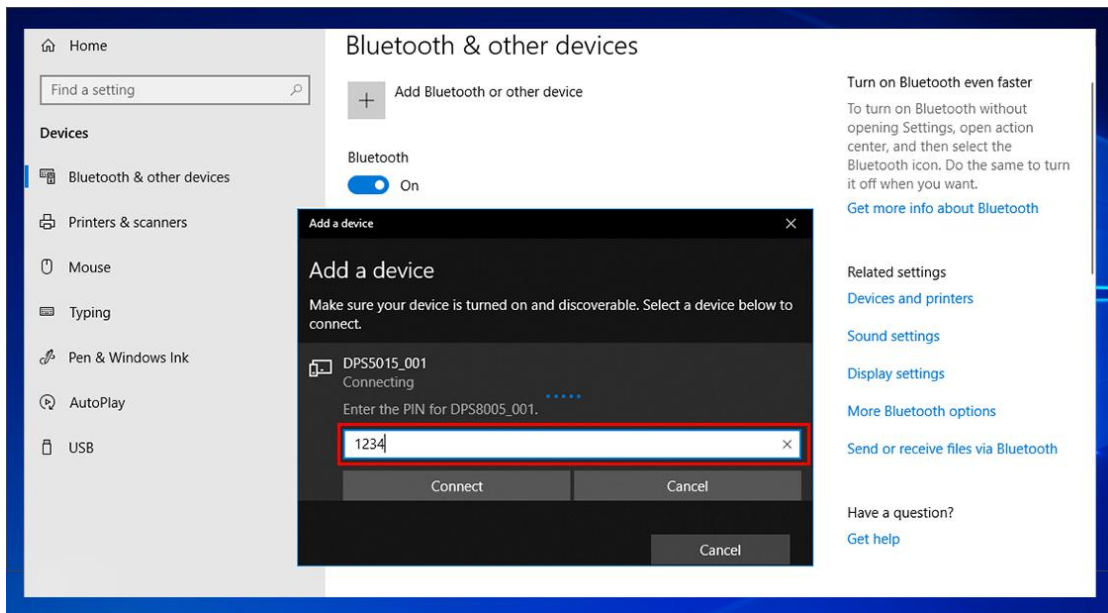 Home
Find a setting
Devices
Bluetooth & other devices
Printers & scanners
Mouse
Typing
Pen & Windows Ink
AutoPlay
USB
Bluetooth & other devices
Add Bluetooth or other device
Bluetooth
On
Add a device
Add a device
Make sure your device is turned on and discoverable. Select a device below to
connect.
DPS5015_001
Connecting
Enter the PIN for DPS8005_001.
1234
Connect Cancel
Cancel
Turn on Bluetooth even faster
To turn on Bluetooth without
opening Settings, open action
center, and then select the
Bluetooth icon. Do the same to turn
it off when you want.
Get more info about Bluetooth
Related settings
Devices and printers
Sound settings
Display settings
More Bluetooth options
Send or receive files via Bluetooth
Have a question?
Get help